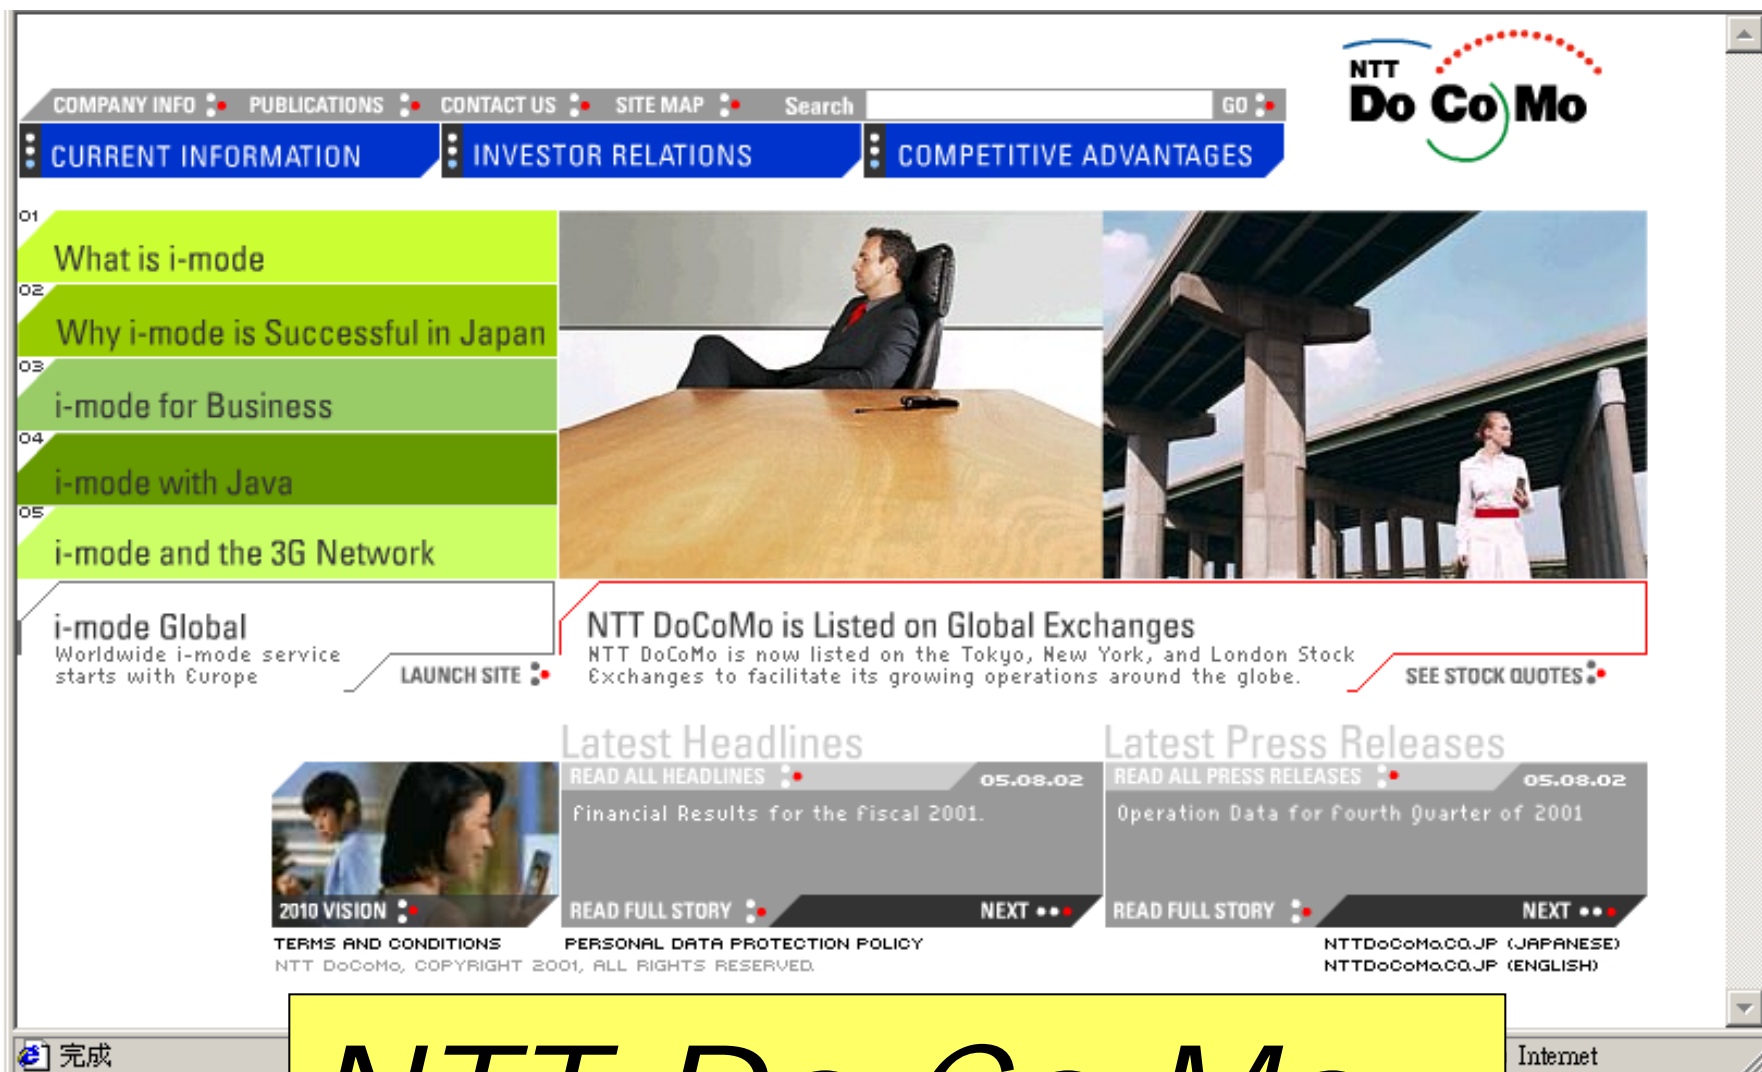 NTT
Do Co Mo
COMPANY INFO PUBLICATIONS CONTACT US SITE MAP Search GO
CURRENT INFORMATION INVESTOR RELATIONS COMPETITIVE ADVANTAGES
01
What is i-mode
02
Why i-mode is Successful in Japan
03
i-mode for Business
04
i-mode with Java
05
i-mode and the 3G Network
i-mode Global
Worldwide i-mode service
starts with Europe
LAUNCH SITE
NTT DoCoMo is Listed on Global Exchanges
NTT DoCoMo is now listed on the Tokyo, New York, and London Stock
Exchanges to facilitate its growing operations around the globe.
SEE STOCK QUOTES
2010 VISION
Latest Headlines
READ ALL HEADLINES 05.08.02
Financial Results for the Fiscal 2001.
READ FULL STORY NEXT
Latest Press Releases
READ ALL PRESS RELEASES 05.08.02
Operation Data for Fourth Quarter of 2001
READ FULL STORY NEXT
TERMS AND CONDITIONS PERSONAL DATA PROTECTION POLICY
NTT DoCoMo, COPYRIGHT 2001, ALL RIGHTS RESERVED.
NTTDoCoMo.CO.JP (JAPANESE)
NTTDoCoMo.CO.JP (ENGLISH)
NTT Do Co Mo
完成
Internet